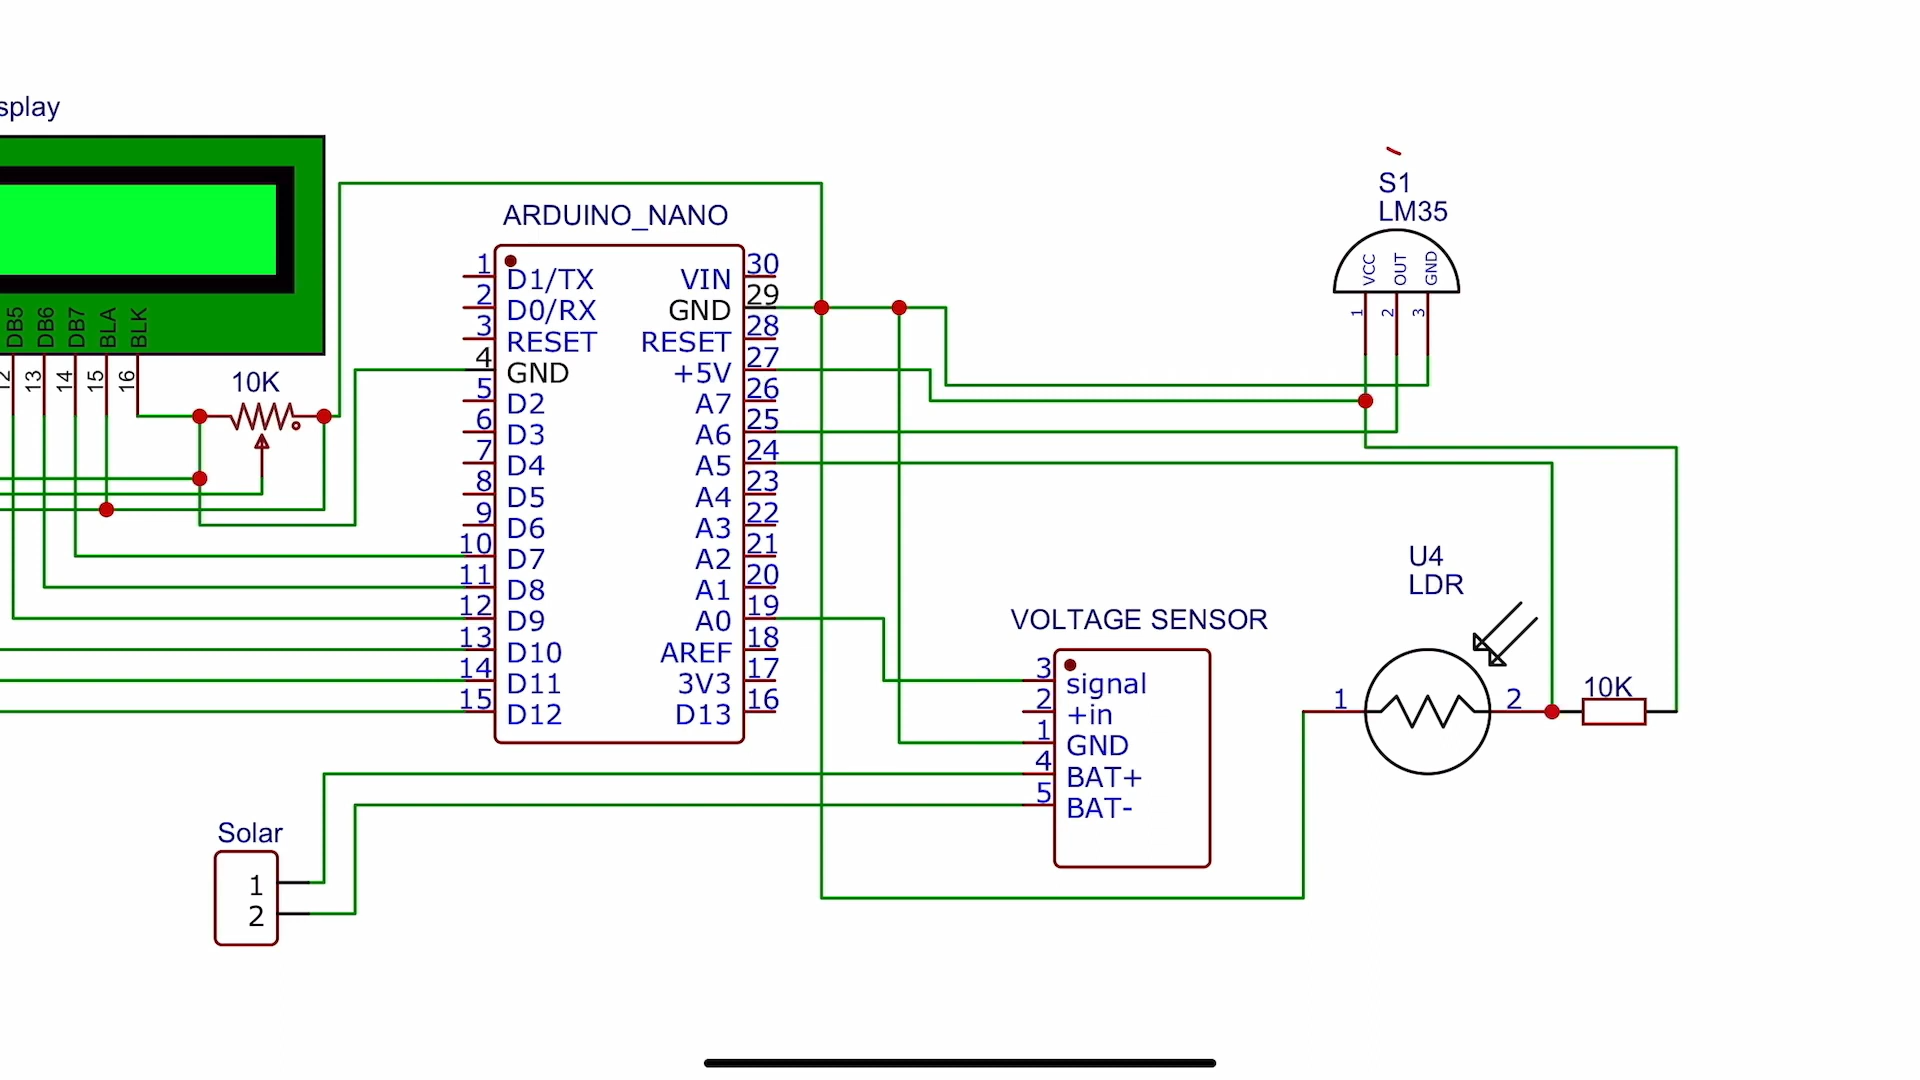 splay
DB5
DB6
DB7
BLA
BLK
12
13
14
15
16
10K
ARDUINO_NANO
1 D1/TX VIN 30
2 D0/RX GND 29
3 RESET RESET 28
4 GND +5V 27
5 D2 A7 26
6 D3 A6 25
7 D4 A5 24
8 D5 A4 23
9 D6 A3 22
10 D7 A2 21
11 D8 A1 20
12 D9 A0 19
13 D10 AREF 18
14 D11 3V3 17
15 D12 D13 16
S1
LM35
VCC
OUT
GND
1
2
3
U4
LDR
1
2
10K
VOLTAGE SENSOR
3 signal
2 +in
1 GND
4 BAT+
5 BAT-
Solar
1
2